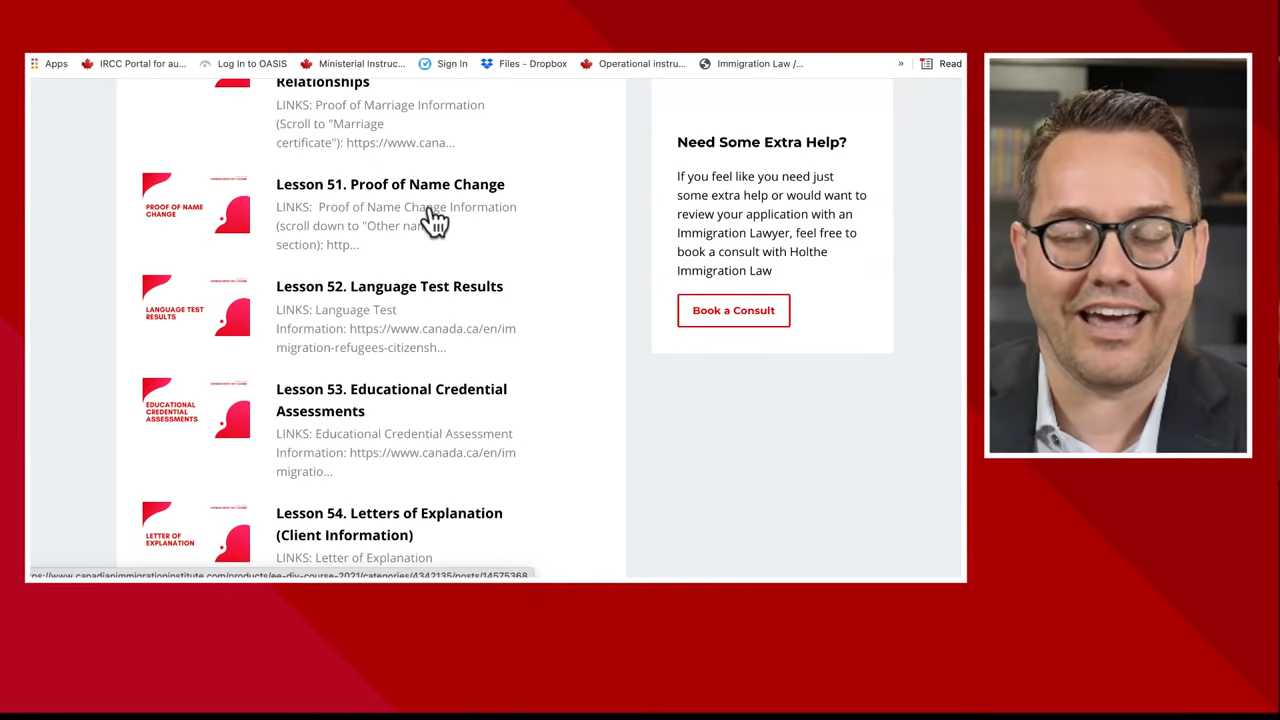 Apps
IRCC Portal for au...
Log In to OASIS
Ministerial Instruc...
Sign In
Files - Dropbox
Operational instru...
Immigration Law /...
»
Read
Relationships
LINKS: Proof of Marriage Information
(Scroll to "Marriage
certificate"): https://www.cana...
PROOF OF NAME
CHANGE
Lesson 51. Proof of Name Change
LINKS:  Proof of Name Change Information
(scroll down to "Other
section): http...
LANGUAGE TEST
RESULTS
Lesson 52. Language Test Results
LINKS: Language Test
Information: https://www.canada.ca/en/im
migration-refugees-citizensh...
EDUCATIONAL
CREDENTIAL
ASSESSMENTS
Lesson 53. Educational Credential
Assessments
LINKS: Educational Credential Assessment
Information: https://www.canada.ca/en/im
migratio...
LETTER OF
EXPLANATION
Lesson 54. Letters of Explanation
(Client Information)
LINKS: Letter of Explanation
Need Some Extra Help?
If you feel like you need just
some extra help or would want to
review your application with an
Immigration Lawyer, feel free to
book a consult with Holthe
Immigration Law
Book a Consult